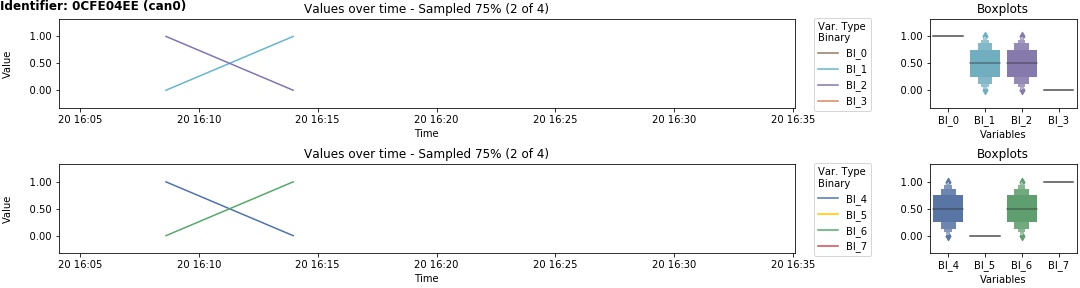 Identifier: 0CFE04EE (can0)
Values over time - Sampled 75% (2 of 4)
Value
1.00
0.50
0.00
20 16:05 20 16:10 20 16:15 20 16:20 20 16:25 20 16:30 20 16:35
Time
Var. Type
Binary
BI_0
BI_1
BI_2
BI_3
Boxplots
1.00
0.50
0.00
BI_0 BI_1 BI_2 BI_3
Variables
Values over time - Sampled 75% (2 of 4)
Value
1.00
0.50
0.00
20 16:05 20 16:10 20 16:15 20 16:20 20 16:25 20 16:30 20 16:35
Time
Var. Type
Binary
BI_4
BI_5
BI_6
BI_7
Boxplots
1.00
0.50
0.00
BI_4 BI_5 BI_6 BI_7
Variables